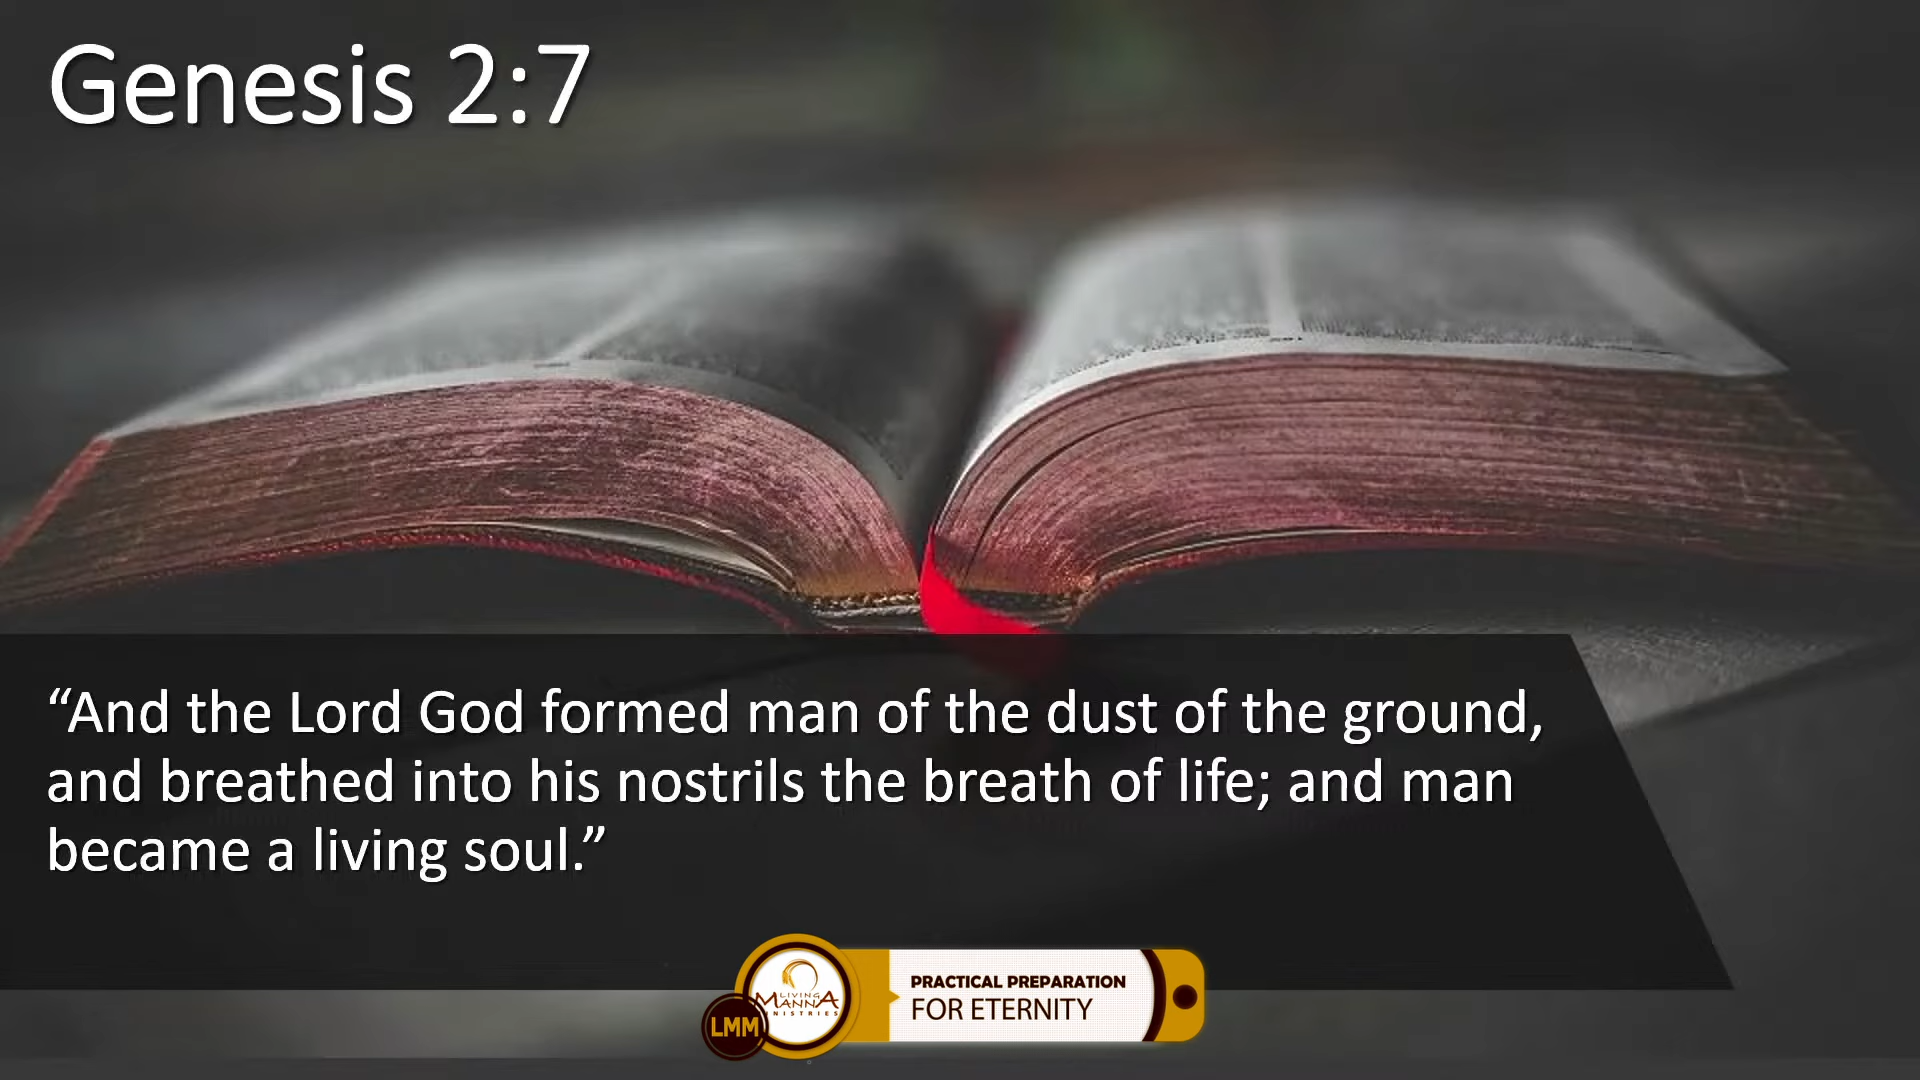 Genesis 2:7
“And the Lord God formed man of the dust of the ground,
and breathed into his nostrils the breath of life; and man
became a living soul.”
LIVING
MANNA
MINISTRIES
LMM
PRACTICAL PREPARATION
FOR ETERNITY